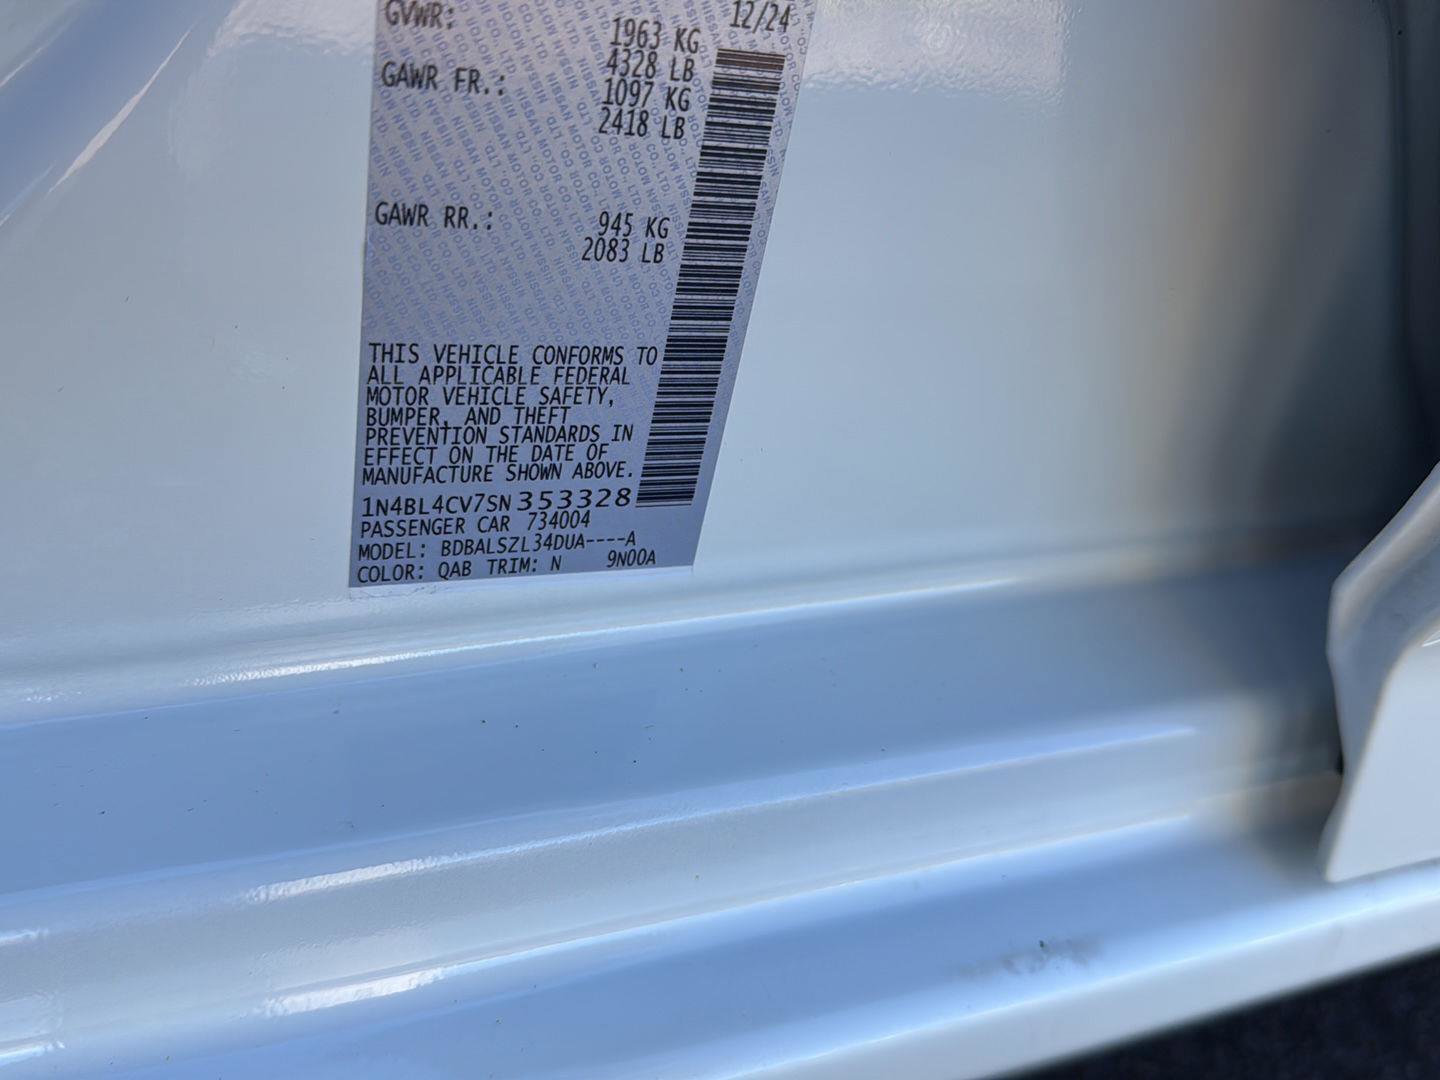 12/24
GVWR: 1963 KG
4328 LB
GAWR FR.: 1097 KG
2418 LB
GAWR RR.: 945 KG
2083 LB
THIS VEHICLE CONFORMS TO
ALL APPLICABLE FEDERAL
MOTOR VEHICLE SAFETY,
BUMPER, AND THEFT
PREVENTION STANDARDS IN
EFFECT ON THE DATE OF
MANUFACTURE SHOWN ABOVE.
1N4BL4CV7SN353328
PASSENGER CAR 734004
MODEL: BDBALSZL34DUA----A
COLOR: QAB TRIM: N 9N00A